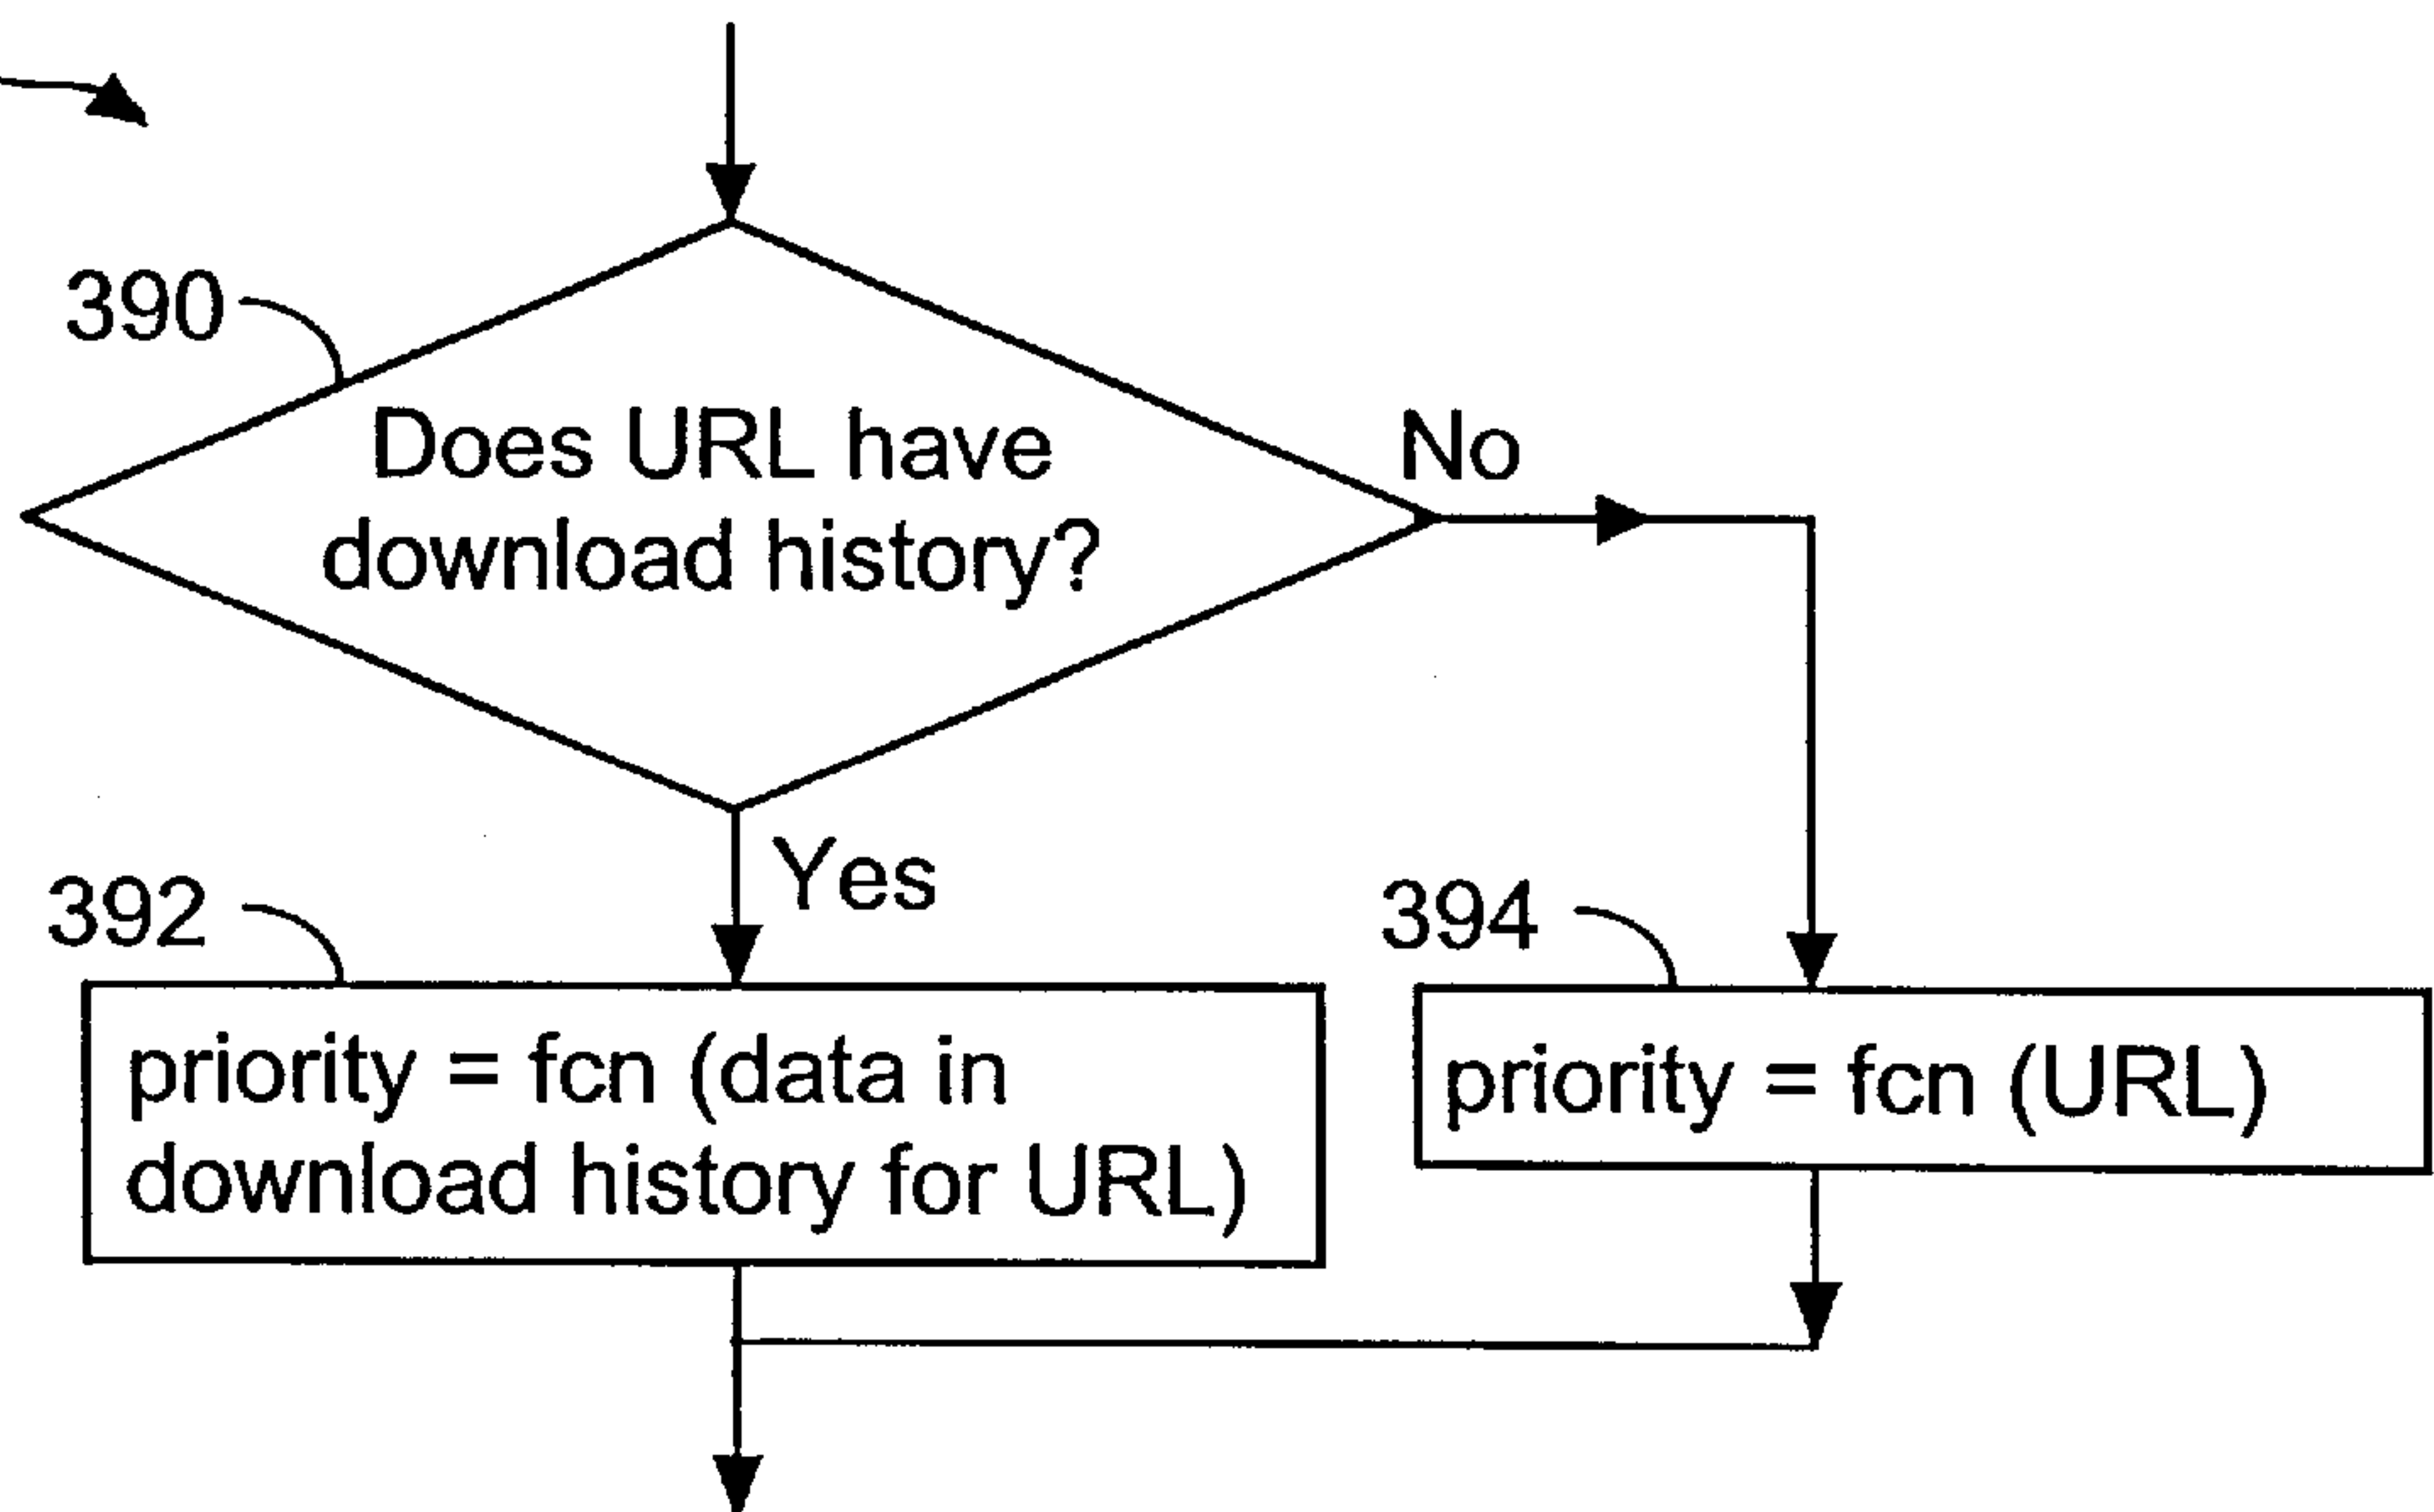 390
Does URL have
download history?
No
Yes
392
priority = fcn (data in
download history for URL)
394
priority = fcn (URL)